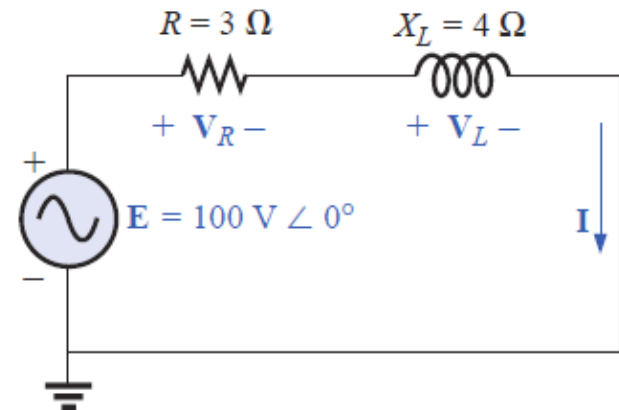 R = 3 Ω
X_L = 4 Ω
+ V_R −
+ V_L −
+
E = 100 V ∠ 0°
I
−